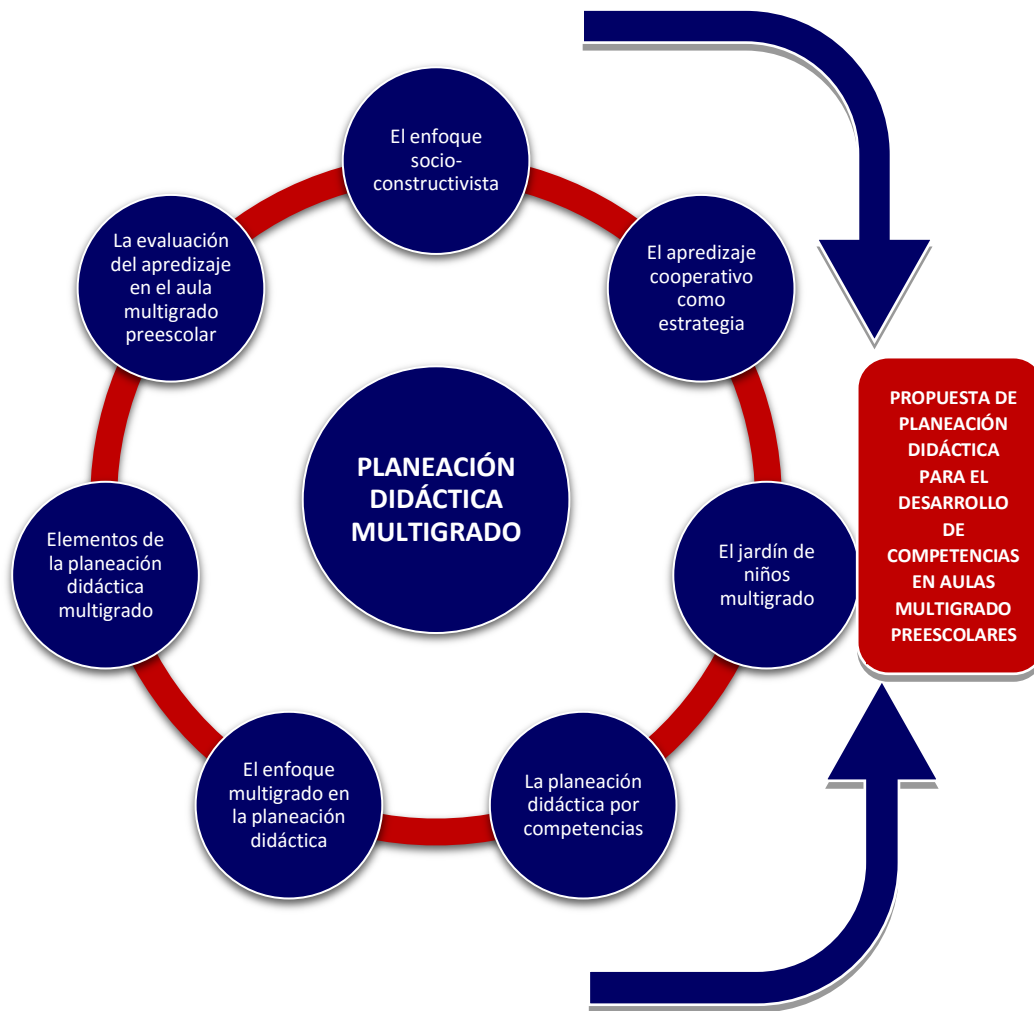 El enfoque
socio-
constructivista
El apredizaje
cooperativo
como
estrategia
El jardín de
niños
multigrado
La planeación
didáctica por
competencias
El enfoque
multigrado en
la planeación
didáctica
Elementos de
la planeación
didáctica
multigrado
La evaluación
del apredizaje
en el aula
multigrado
preescolar
PLANEACIÓN
DIDÁCTICA
MULTIGRADO
PROPUESTA DE
PLANEACIÓN
DIDÁCTICA
PARA EL
DESARROLLO
DE
COMPETENCIAS
EN AULAS
MULTIGRADO
PREESCOLARES